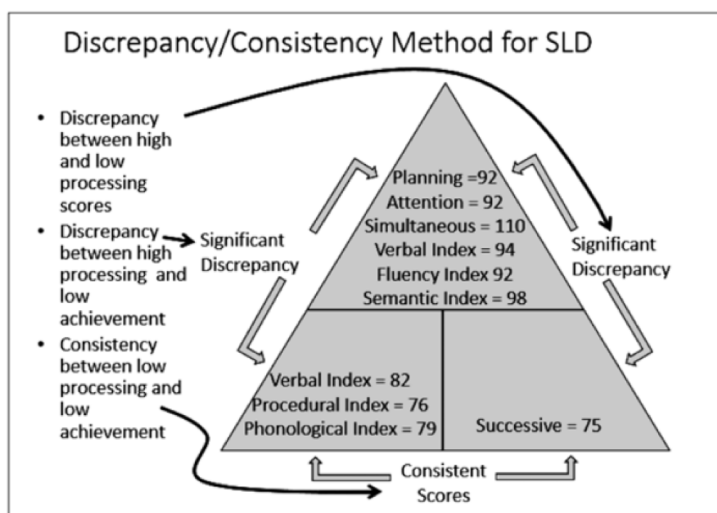 Discrepancy/Consistency Method for SLD
• Discrepancy
between high
and low
processing
scores
• Discrepancy
between high
processing and
low
achievement
• Consistency
between low
processing and
low
achievement
Significant
Discrepancy
Planning =92
Attention = 92
Simultaneous = 110
Verbal Index = 94
Fluency Index 92
Semantic Index = 98
Significant
Discrepancy
Verbal Index = 82
Procedural Index = 76
Phonological Index = 79
Successive = 75
Consistent
Scores